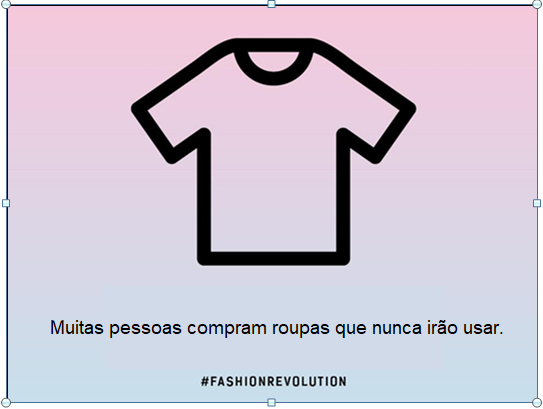 Muitas pessoas compram roupas que nunca irão usar.
#FASHIONREVOLUTION